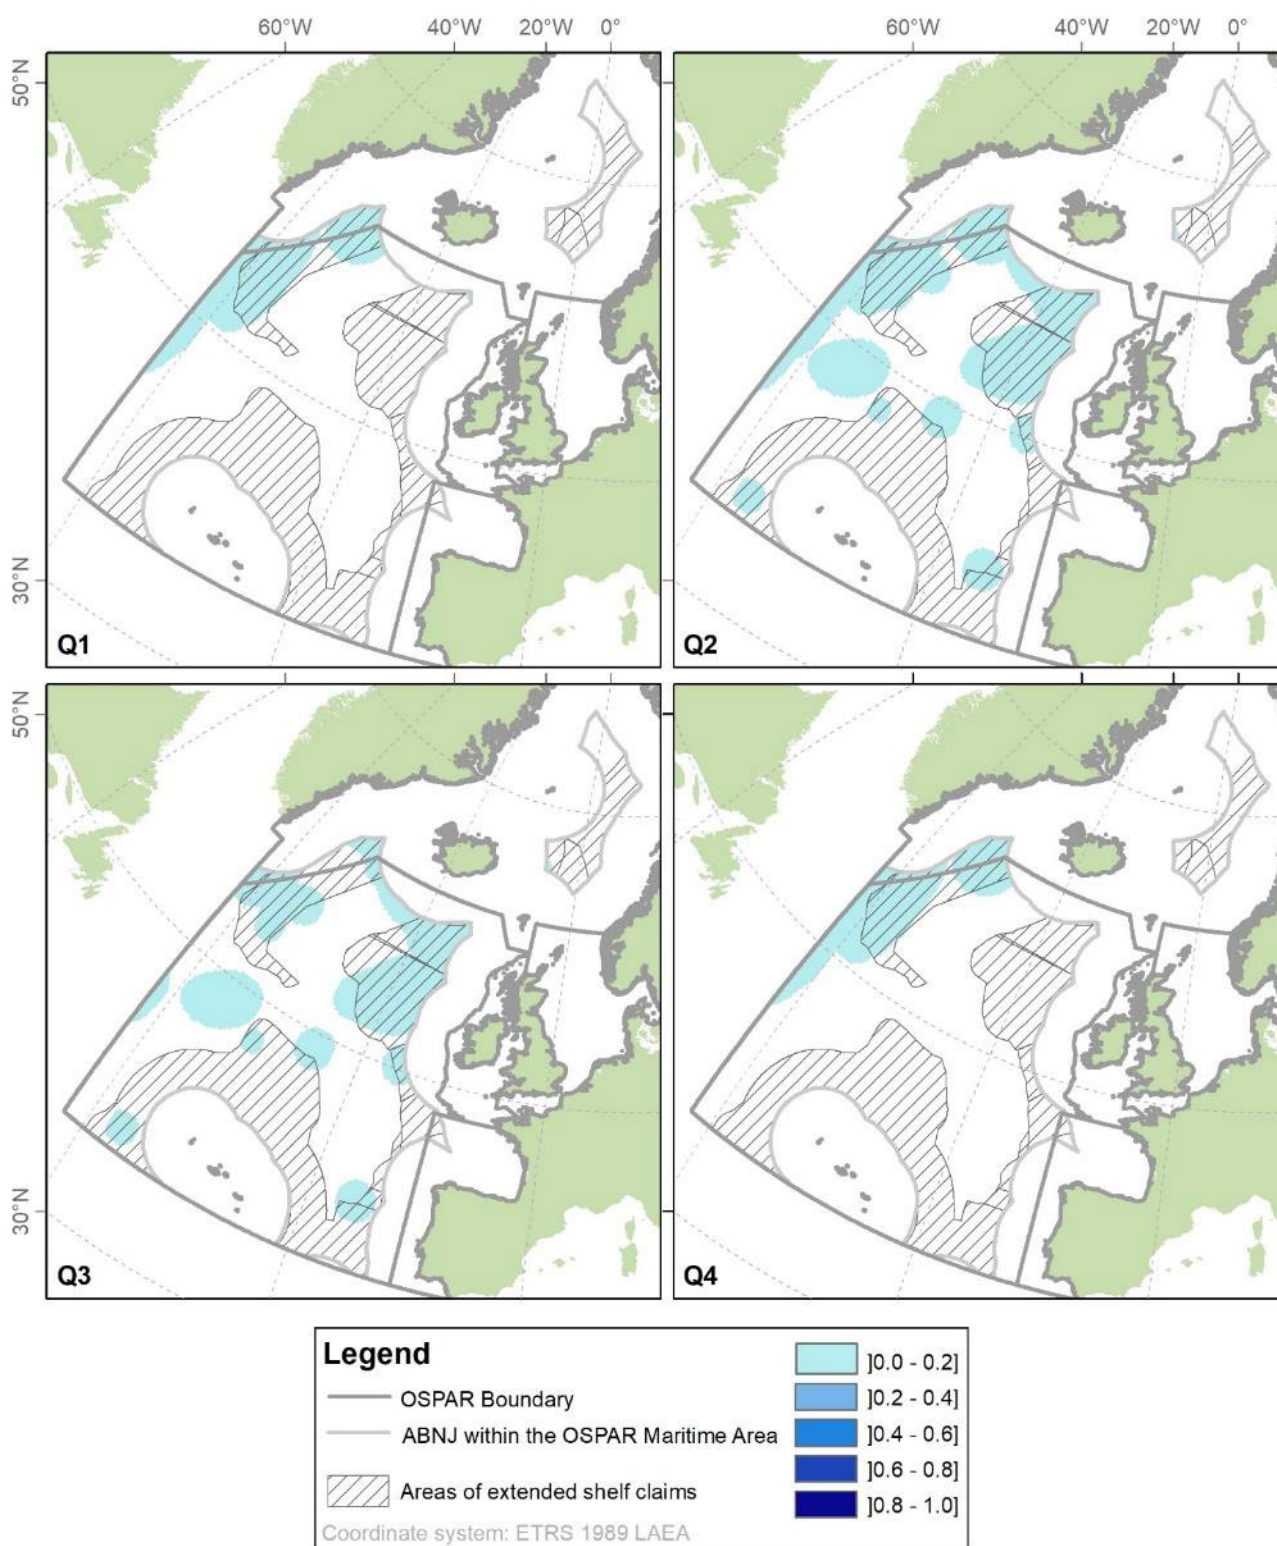 60°W 40°W 20°W 0° 60°W 40°W 20°W 0°
50°N
30°N
Q1 Q2
50°N
30°N
Q3 Q4
Legend
OSPAR Boundary
ABNJ within the OSPAR Maritime Area
Areas of extended shelf claims
Coordinate system: ETRS 1989 LAEA
]0.0 - 0.2]
]0.2 - 0.4]
]0.4 - 0.6]
]0.6 - 0.8]
]0.8 - 1.0]